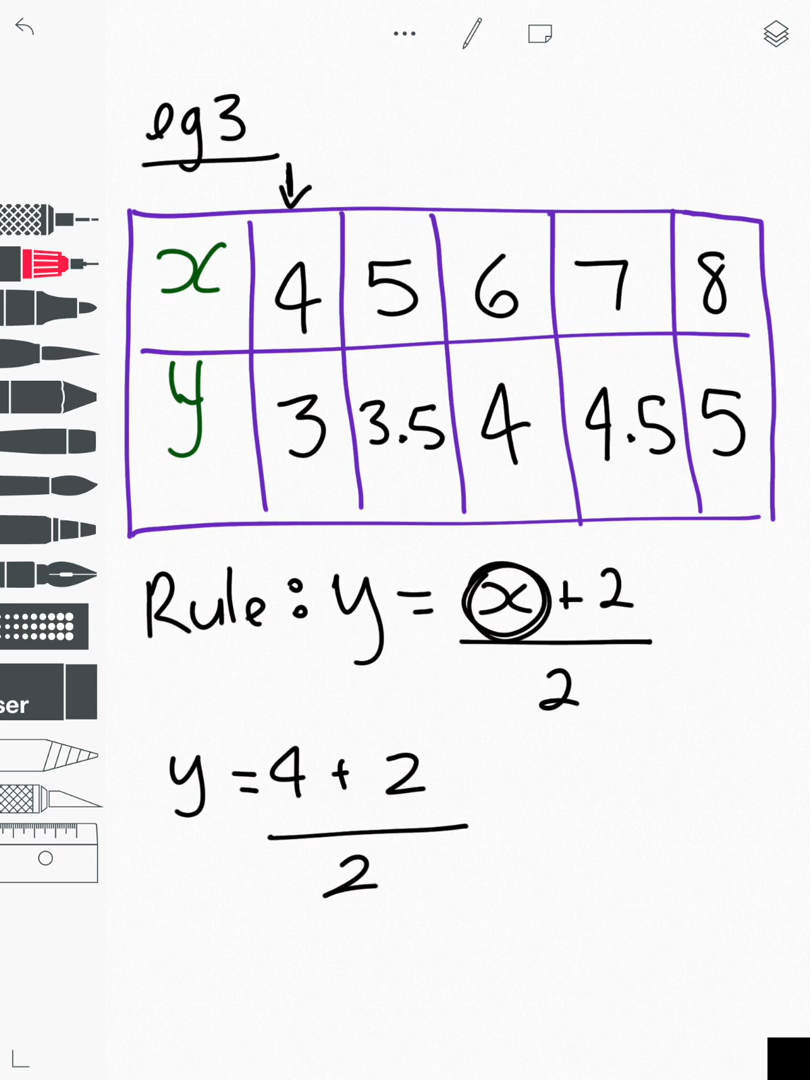 eg3
x 4 5 6 7 8
y 3 3.5 4 4.5 5
Rule: y = x + 2
2
y = 4 + 2
2
ser